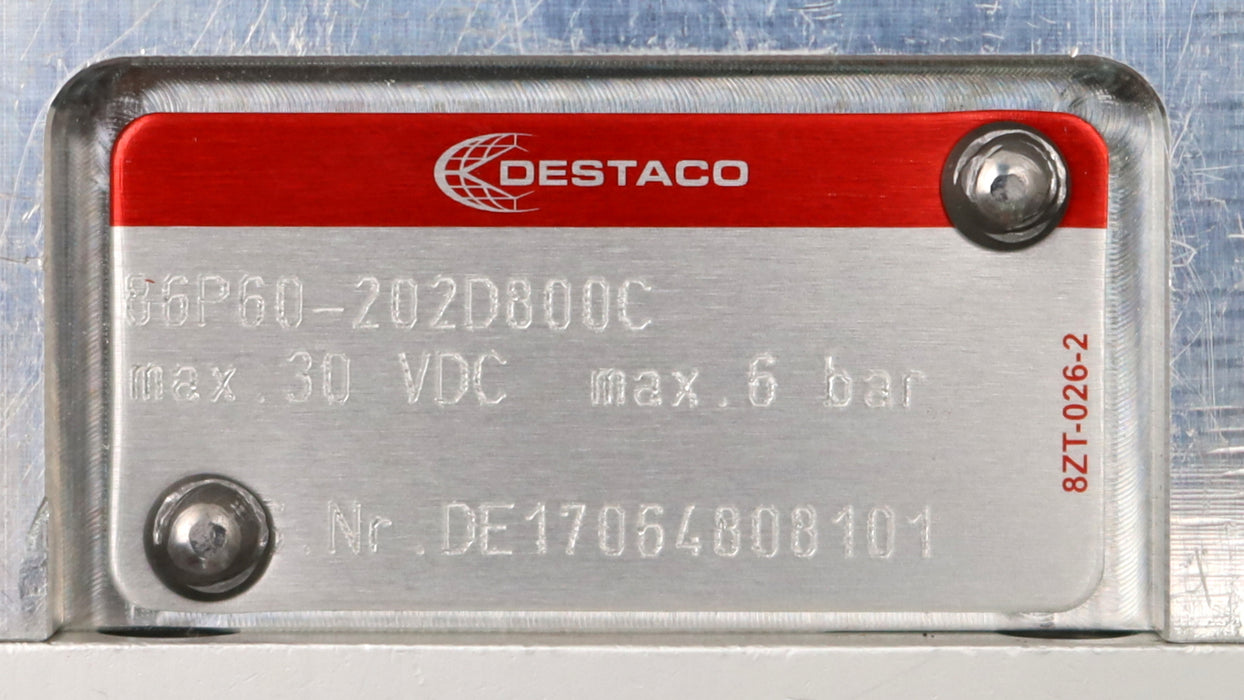 DESTACO
86P60-202D800C
max.30 VDC max.6 bar
8ZT-026-2
S.Nr.DE17064808101